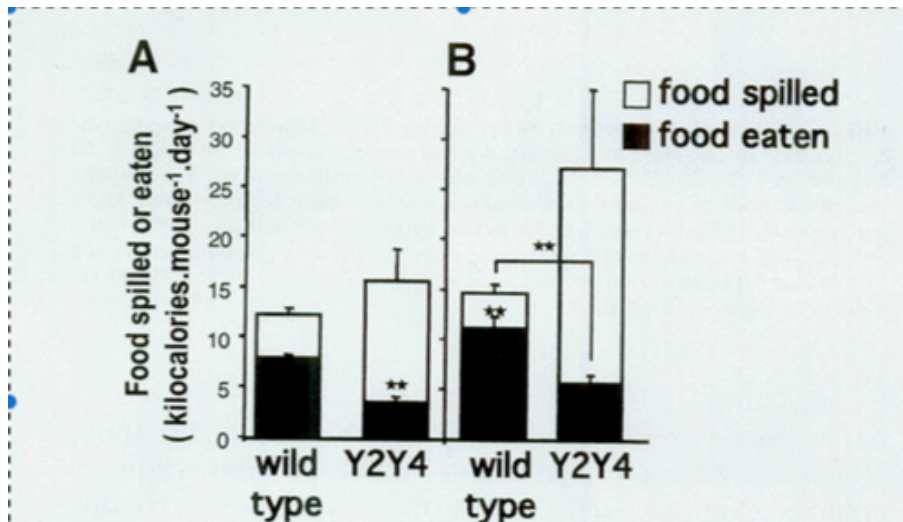 A
B
Food spilled or eaten
( kilocalories.mouse⁻¹.day⁻¹ )
35
30
25
20
15
10
5
0
food spilled
food eaten
**
**
**
wild type
Y2Y4
wild type
Y2Y4